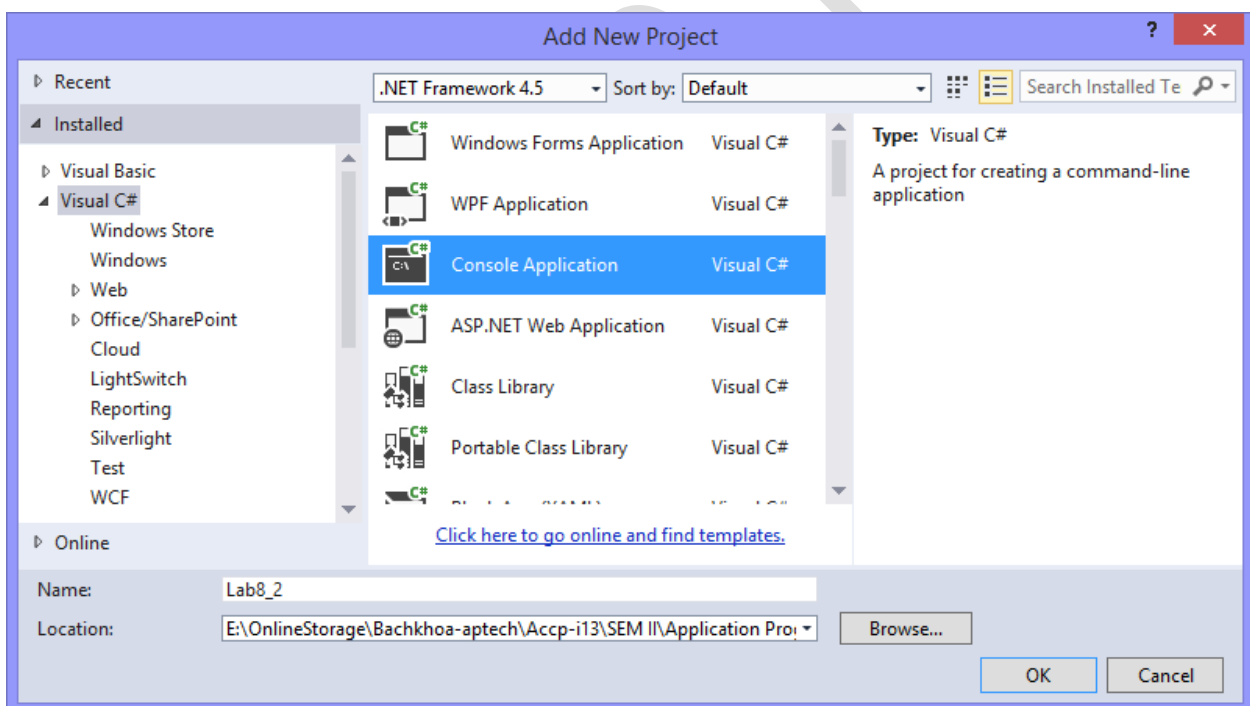 Add New Project
?
Recent
.NET Framework 4.5
Sort by:
Default
Search Installed Te
Installed
Visual Basic
Visual C#
Windows Store
Windows
Web
Office/SharePoint
Cloud
LightSwitch
Reporting
Silverlight
Test
WCF
Online
Windows Forms Application Visual C#
WPF Application Visual C#
Console Application Visual C#
ASP.NET Web Application Visual C#
Class Library Visual C#
Portable Class Library Visual C#
Click here to go online and find templates.
Type: Visual C#
A project for creating a command-line
application
Name: Lab8_2
Location: E:\OnlineStorage\Bachkhoa-aptech\Accp-i13\SEM II\Application
Browse...
OK Cancel